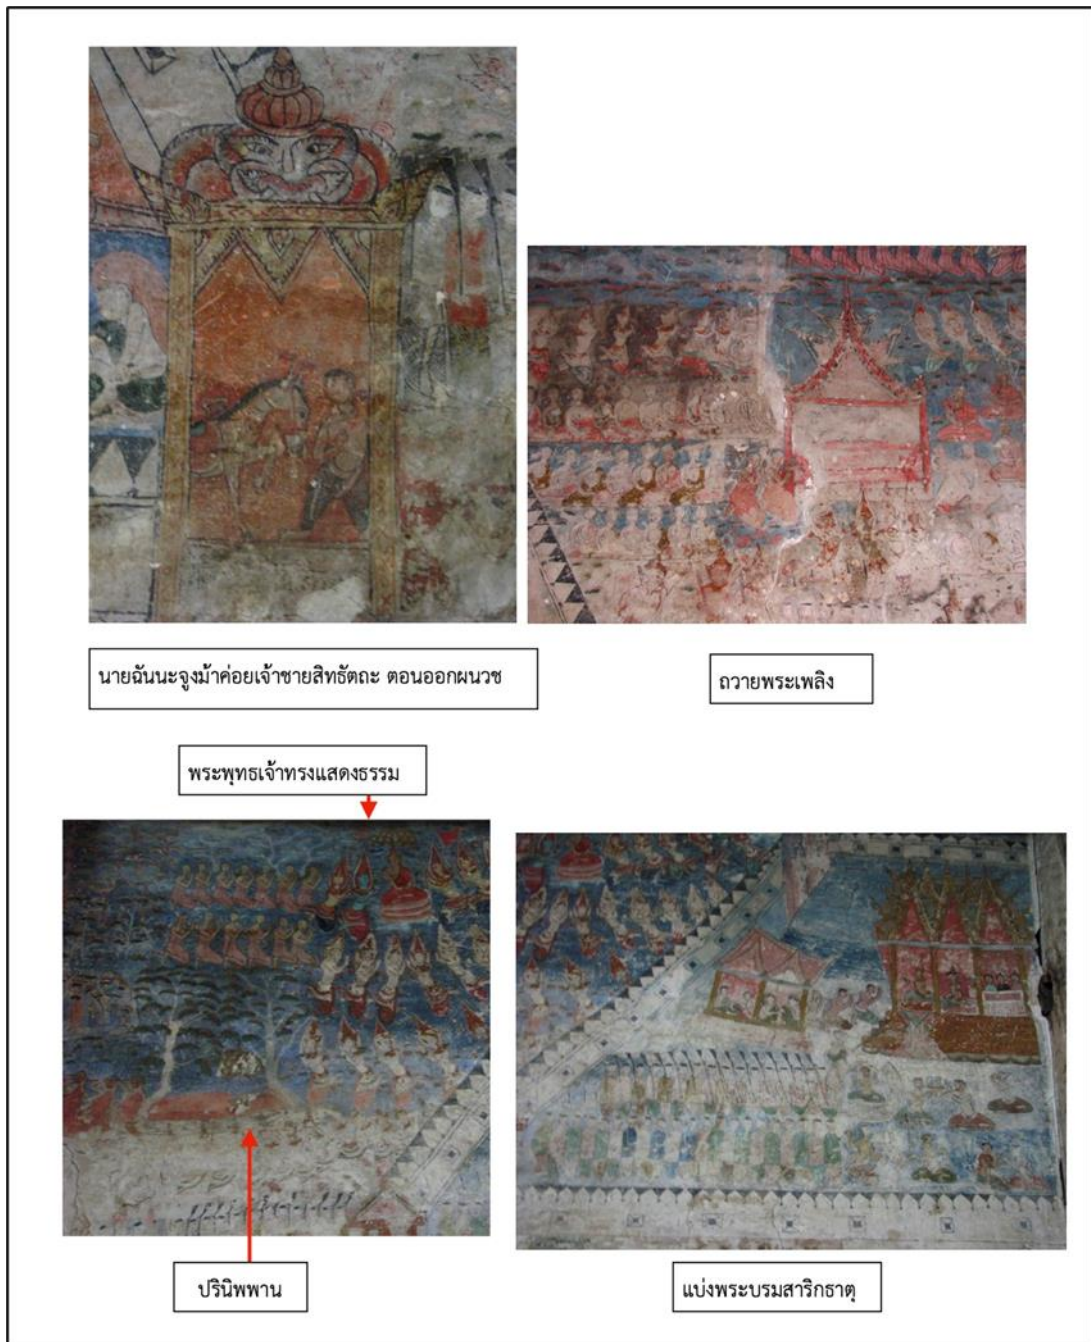 นายฉันนะจูงม้าค่อยเจ้าชายสิทธัตถะ ตอนออกผนวช
ถวายพระเพลิง
พระพุทธเจ้าทรงแสดงธรรม
ปรินิพพาน
แบ่งพระบรมสาริกธาตุ